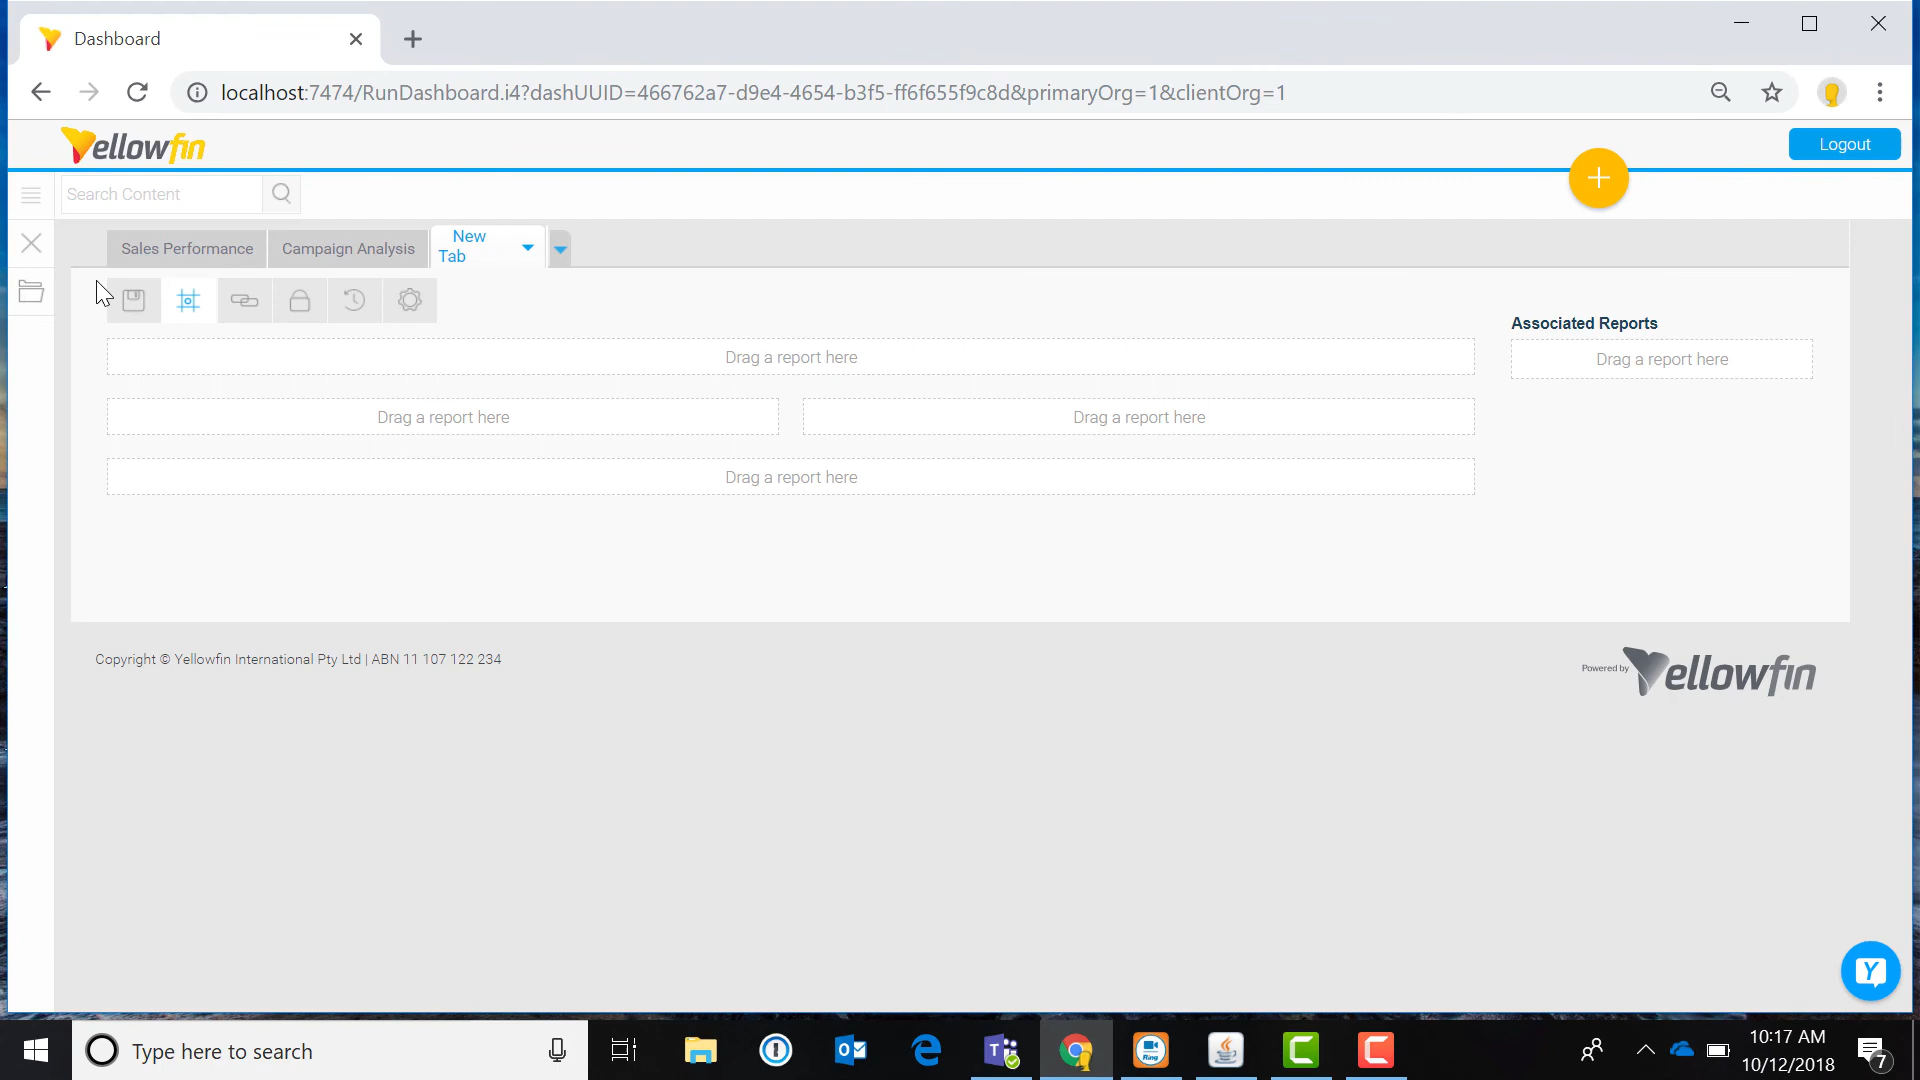 Dashboard
localhost:7474/RunDashboard.i4?dashUUID=466762a7-d9e4-4654-b3f5-ff6f655f9c8d&primaryOrg=1&clientOrg=1
Yellowfin
Logout
Search Content
Sales Performance
Campaign Analysis
New
Tab
Associated Reports
Drag a report here
Drag a report here
Drag a report here
Drag a report here
Drag a report here
Copyright © Yellowfin International Pty Ltd | ABN 11 107 122 234
Powered by Yellowfin
Y
Type here to search
Ring
10:17 AM
10/12/2018
7